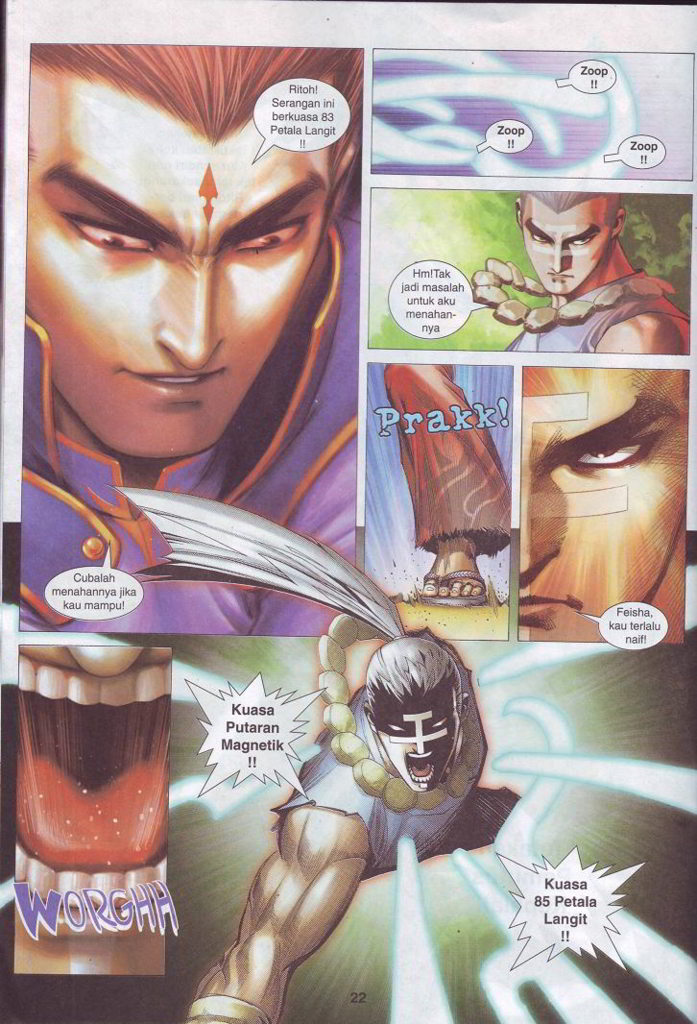 Ritoh!
Serangan ini
berkuasa 83
Petala Langit
!!
Zoop
!!
Zoop
!!
Zoop
!!
Hm!Tak
jadi masalah
untuk aku
menahan-
nya
Cubalah
menahannya jika
kau mampu!
Prakk!
Feisha,
kau terlalu
naif!
WORGHH
Kuasa
Putaran
Magnetik
!!
Kuasa
85 Petala
Langit
!!
22